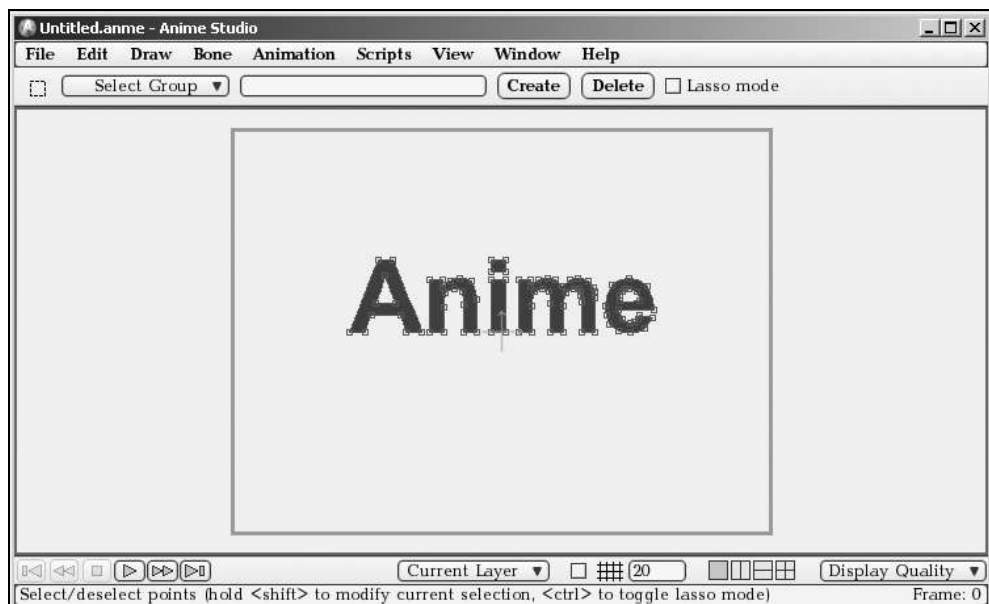 Untitled.anme - Anime Studio
File Edit Draw Bone Animation Scripts View Window Help
Select Group Create Delete Lasso mode
Anime
Current Layer 20 Display Quality
Select/deselect points (hold <shift> to modify current selection, <ctrl> to toggle lasso mode) Frame: 0